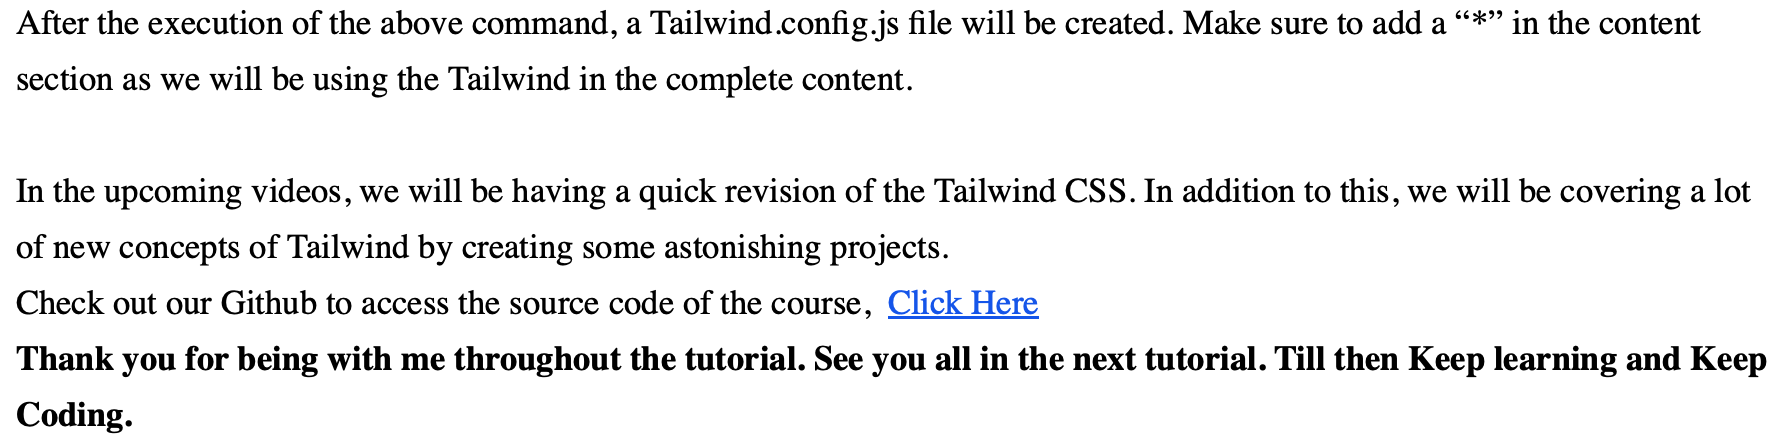 After the execution of the above command, a Tailwind.config.js file will be created. Make sure to add a “*” in the content
section as we will be using the Tailwind in the complete content.
In the upcoming videos, we will be having a quick revision of the Tailwind CSS. In addition to this, we will be covering a lot
of new concepts of Tailwind by creating some astonishing projects.
Check out our Github to access the source code of the course, Click Here
Thank you for being with me throughout the tutorial. See you all in the next tutorial. Till then Keep learning and Keep
Coding.